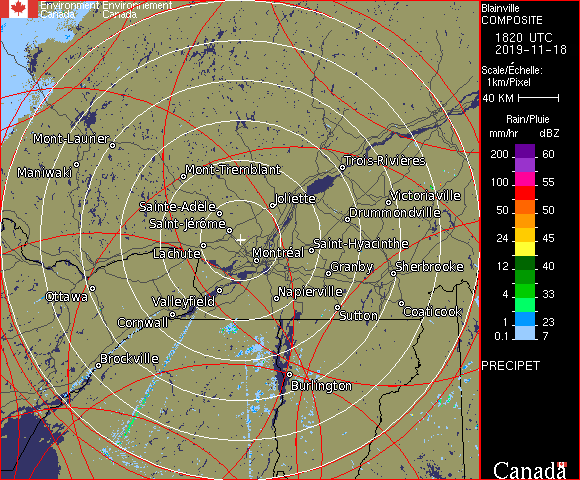 Environment Environnement
Canada Canada
Blainville
COMPOSITE
1820 UTC
2019-11-18
Scale/Échelle:
1km/Pixel
40 KM
Rain/Pluie
mm/hr dBZ
200 60
100 55
50 50
24 45
12 40
4 33
1 23
0.1 7
PRECIPET
Canada
Mont-Laurier
Maniwaki
Mont-Tremblant
Trois-Rivières
Joliette
Victoriaville
Sainte-Adèle
Drummondville
Saint-Jérôme
Saint-Hyacinthe
Lachute
Montréal
Granby
Sherbrooke
Ottawa
Valleyfield
Napierville
Cornwall
Sutton
Coaticook
Brockville
Burlington